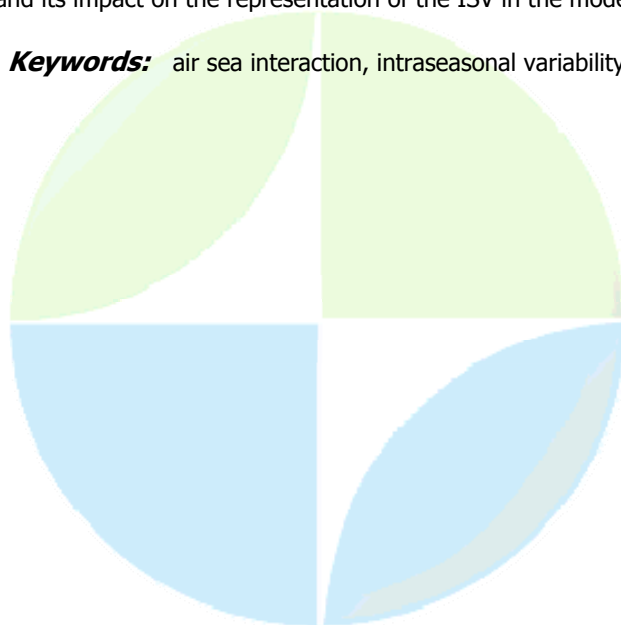 and its impact on the representation of the ISV in the mode
Keywords: air sea interaction, intraseasonal variability